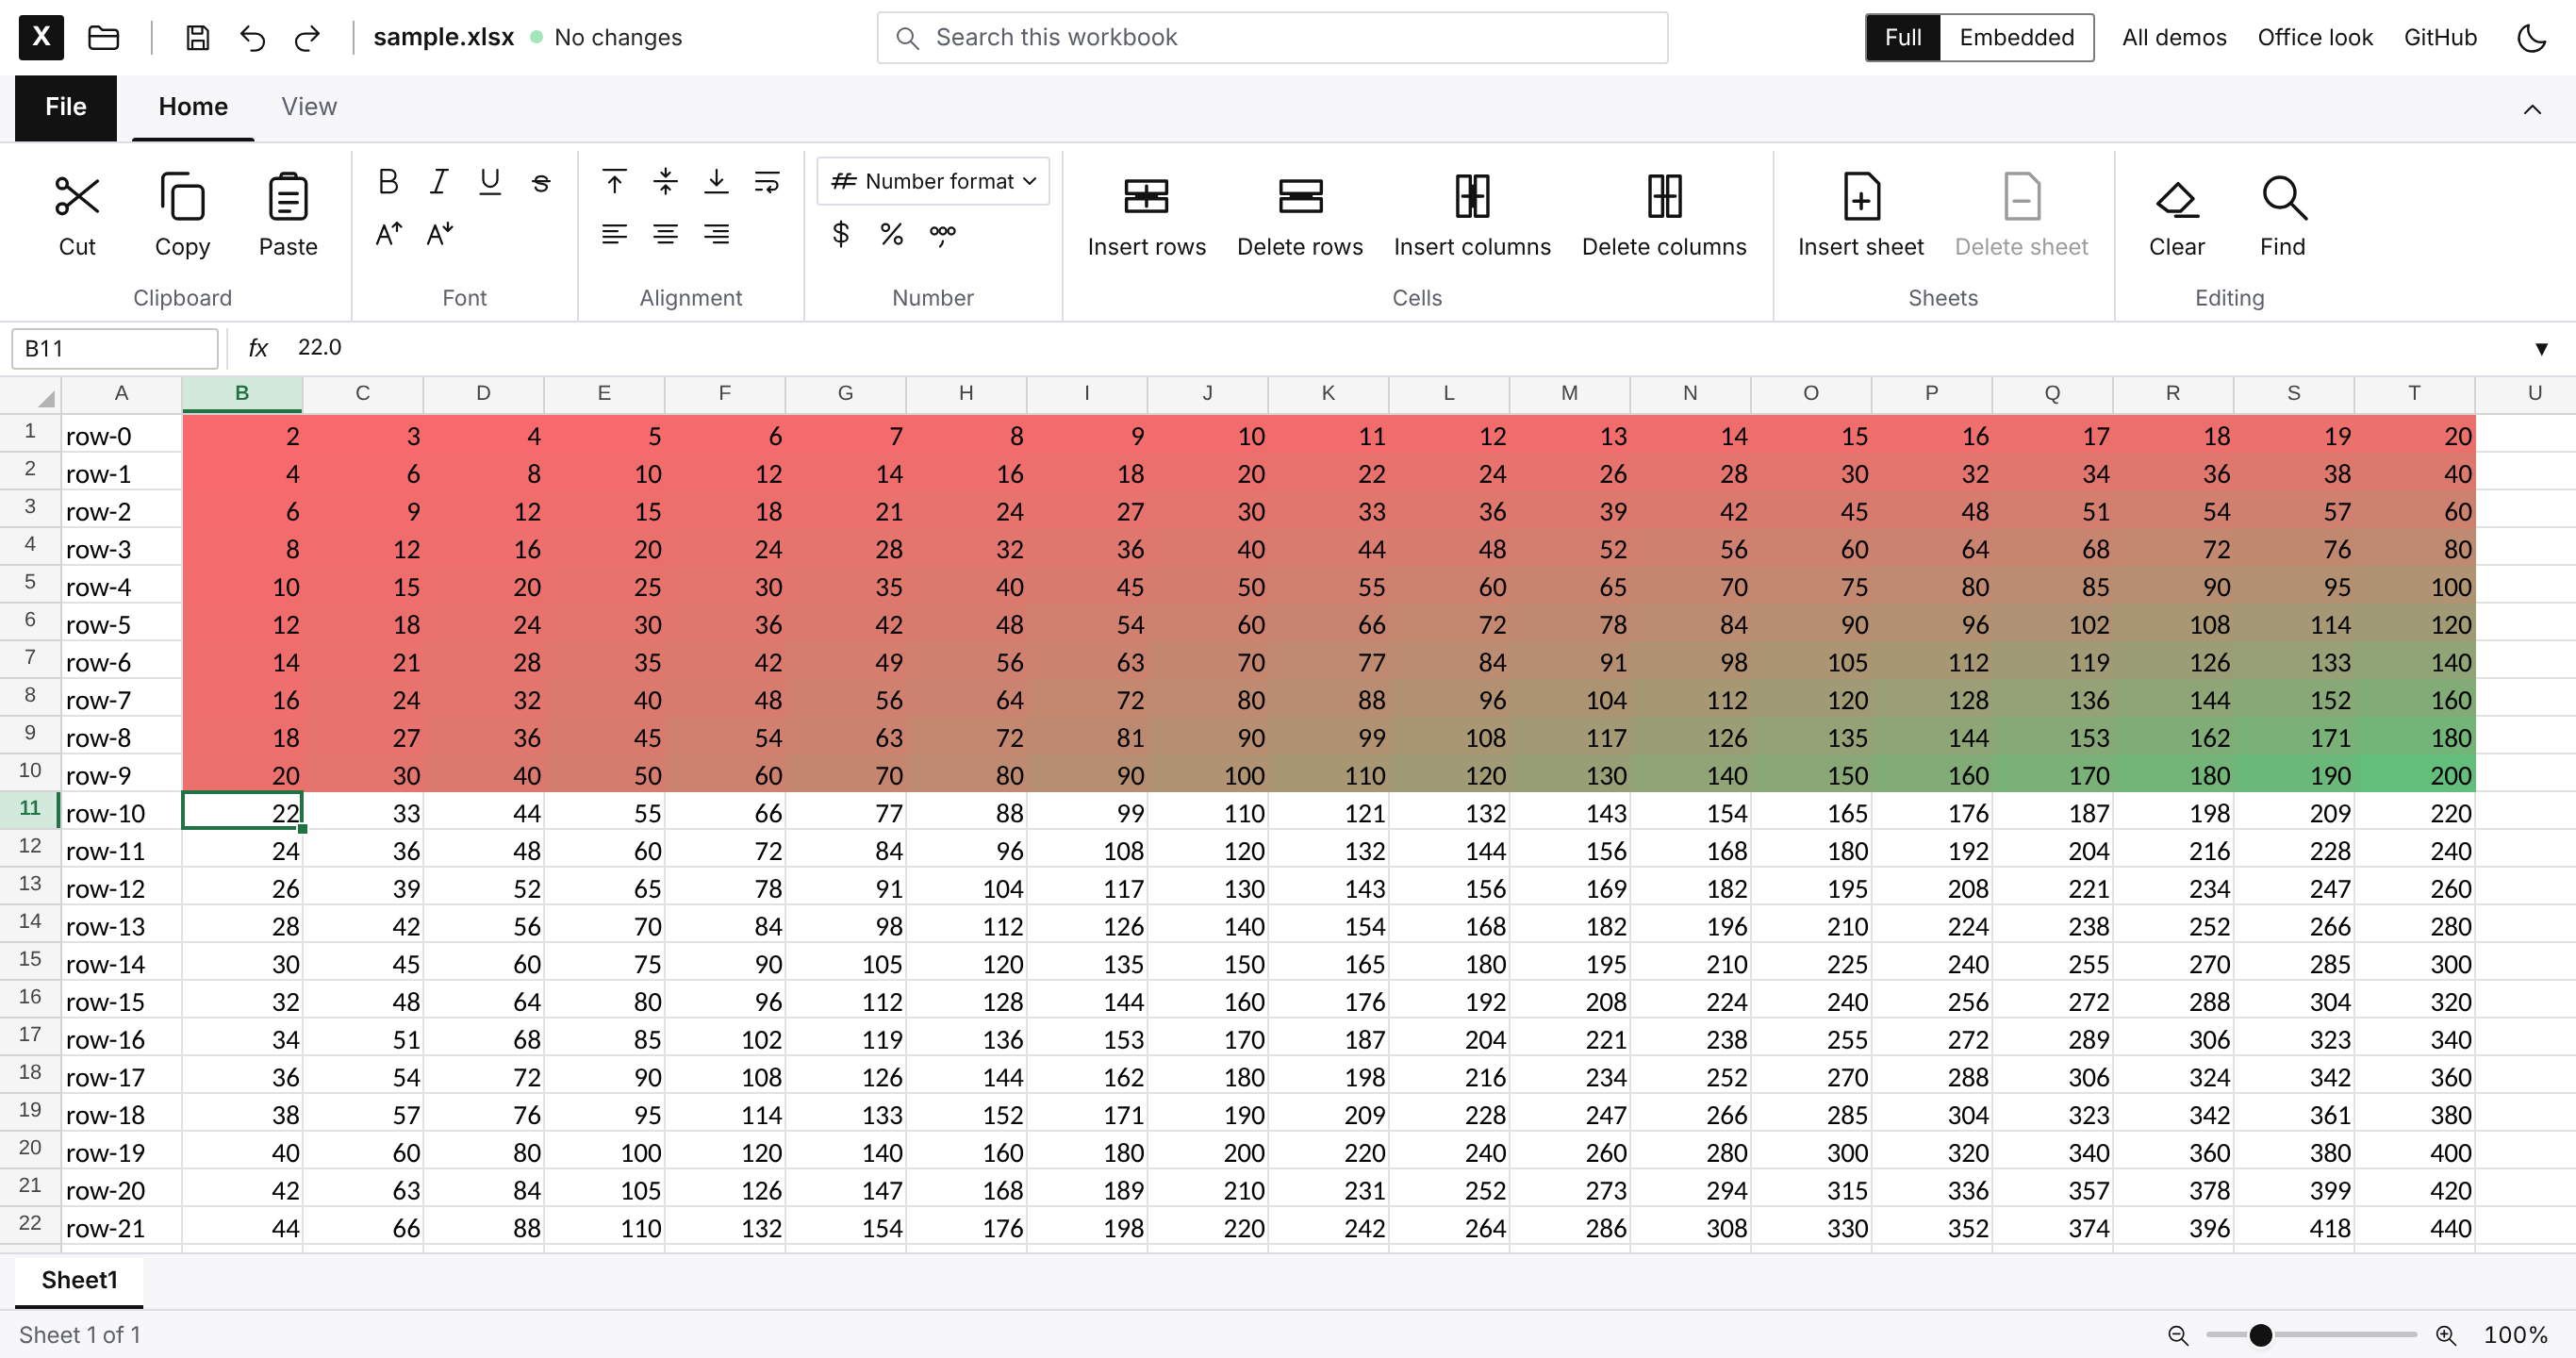 X sample.xlsx No changes Search this workbook Full Embedded All demos Office look GitHub
File Home View
B I U S Number format
A A $ %
Cut Copy Paste Insert rows Delete rows Insert columns Delete columns Insert sheet Delete sheet Clear Find
Clipboard Font Alignment Number Cells Sheets Editing
B11 fx 22.0
A B C D E F G H I J K L M N O P Q R S T U
1 row-0 2 3 4 5 6 7 8 9 10 11 12 13 14 15 16 17 18 19 20
2 row-1 4 6 8 10 12 14 16 18 20 22 24 26 28 30 32 34 36 38 40
3 row-2 6 9 12 15 18 21 24 27 30 33 36 39 42 45 48 51 54 57 60
4 row-3 8 12 16 20 24 28 32 36 40 44 48 52 56 60 64 68 72 76 80
5 row-4 10 15 20 25 30 35 40 45 50 55 60 65 70 75 80 85 90 95 100
6 row-5 12 18 24 30 36 42 48 54 60 66 72 78 84 90 96 102 108 114 120
7 row-6 14 21 28 35 42 49 56 63 70 77 84 91 98 105 112 119 126 133 140
8 row-7 16 24 32 40 48 56 64 72 80 88 96 104 112 120 128 136 144 152 160
9 row-8 18 27 36 45 54 63 72 81 90 99 108 117 126 135 144 153 162 171 180
10 row-9 20 30 40 50 60 70 80 90 100 110 120 130 140 150 160 170 180 190 200
11 row-10 22 33 44 55 66 77 88 99 110 121 132 143 154 165 176 187 198 209 220
12 row-11 24 36 48 60 72 84 96 108 120 132 144 156 168 180 192 204 216 228 240
13 row-12 26 39 52 65 78 91 104 117 130 143 156 169 182 195 208 221 234 247 260
14 row-13 28 42 56 70 84 98 112 126 140 154 168 182 196 210 224 238 252 266 280
15 row-14 30 45 60 75 90 105 120 135 150 165 180 195 210 225 240 255 270 285 300
16 row-15 32 48 64 80 96 112 128 144 160 176 192 208 224 240 256 272 288 304 320
17 row-16 34 51 68 85 102 119 136 153 170 187 204 221 238 255 272 289 306 323 340
18 row-17 36 54 72 90 108 126 144 162 180 198 216 234 252 270 288 306 324 342 360
19 row-18 38 57 76 95 114 133 152 171 190 209 228 247 266 285 304 323 342 361 380
20 row-19 40 60 80 100 120 140 160 180 200 220 240 260 280 300 320 340 360 380 400
21 row-20 42 63 84 105 126 147 168 189 210 231 252 273 294 315 336 357 378 399 420
22 row-21 44 66 88 110 132 154 176 198 220 242 264 286 308 330 352 374 396 418 440
Sheet1
Sheet 1 of 1 100%